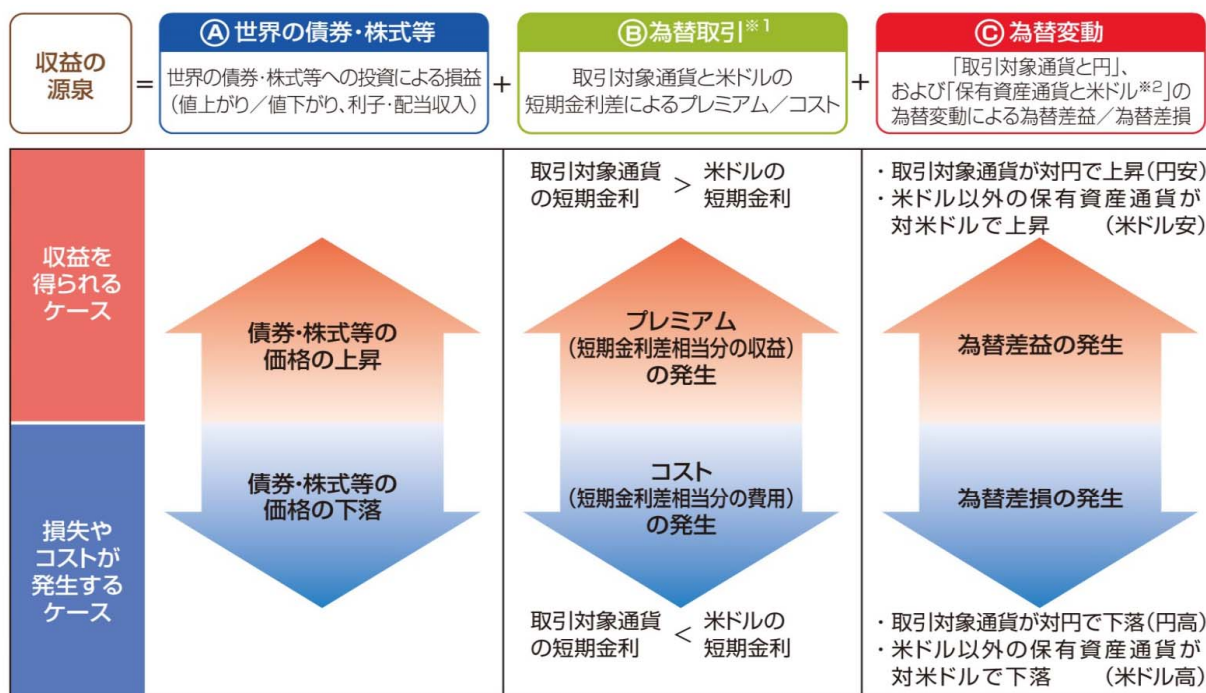 収益の
源泉
=
Ⓐ世界の債券・株式等
世界の債券・株式等への投資による損益
(値上がり/値下がり、利子・配当収入)
+
Ⓑ為替取引※1
取引対象通貨と米ドルの
短期金利差によるプレミアム/コスト
+
Ⓒ為替変動
「取引対象通貨と円」、
および「保有資産通貨と米ドル※2」の
為替変動による為替差益/為替差損
収益を
得られる
ケース
債券・株式等の
価格の上昇
取引対象通貨
の短期金利
>
米ドルの
短期金利
プレミアム
(短期金利差相当分の収益)
の発生
・取引対象通貨が対円で上昇(円安)
・米ドル以外の保有資産通貨が
対米ドルで上昇 (米ドル安)
為替差益の発生
損失や
コストが
発生する
ケース
債券・株式等の
価格の下落
コスト
(短期金利差相当分の費用)
の発生
取引対象通貨
の短期金利
<
米ドルの
短期金利
為替差損の発生
・取引対象通貨が対円で下落(円高)
・米ドル以外の保有資産通貨が
対米ドルで下落 (米ドル高)